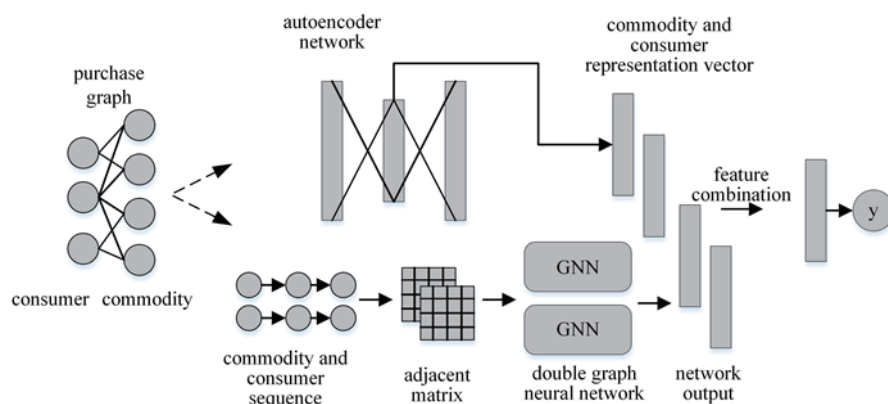 autoencoder
network
commodity and
consumer
representation vector
purchase
graph
feature
combination
y
consumer commodity
GNN
GNN
commodity and
consumer
sequence
adjacent
matrix
double graph
neural network
network
output